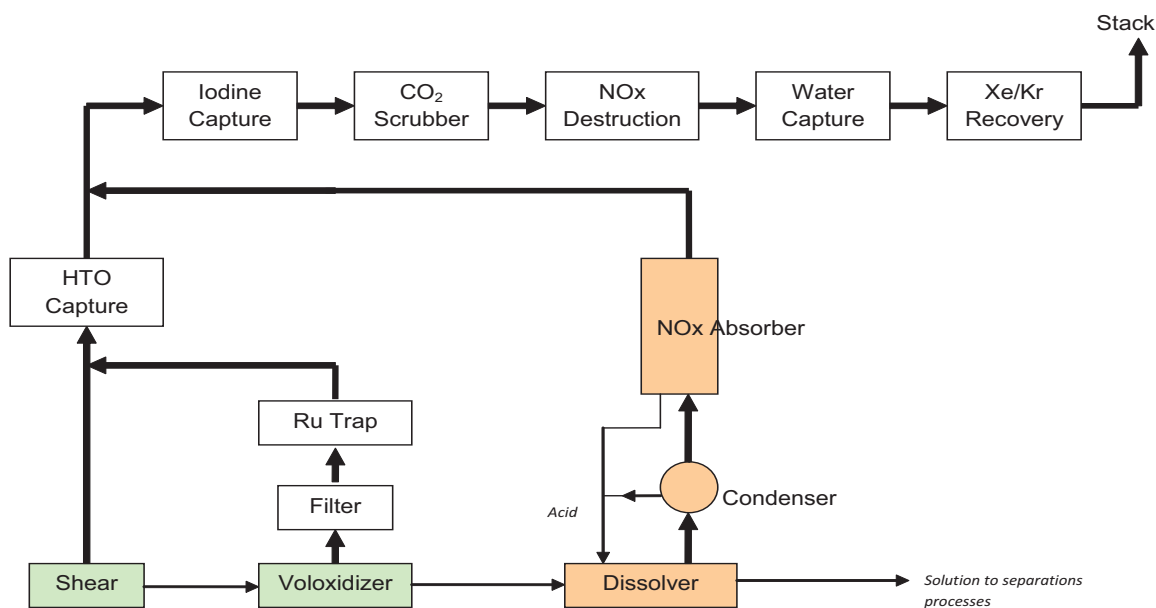 Stack
Iodine
Capture
CO₂
Scrubber
NOx
Destruction
Water
Capture
Xe/Kr
Recovery
HTO
Capture
NOx Absorber
Ru Trap
Filter
Condenser
Acid
Shear
Voloxidizer
Dissolver
Solution to separations
processes